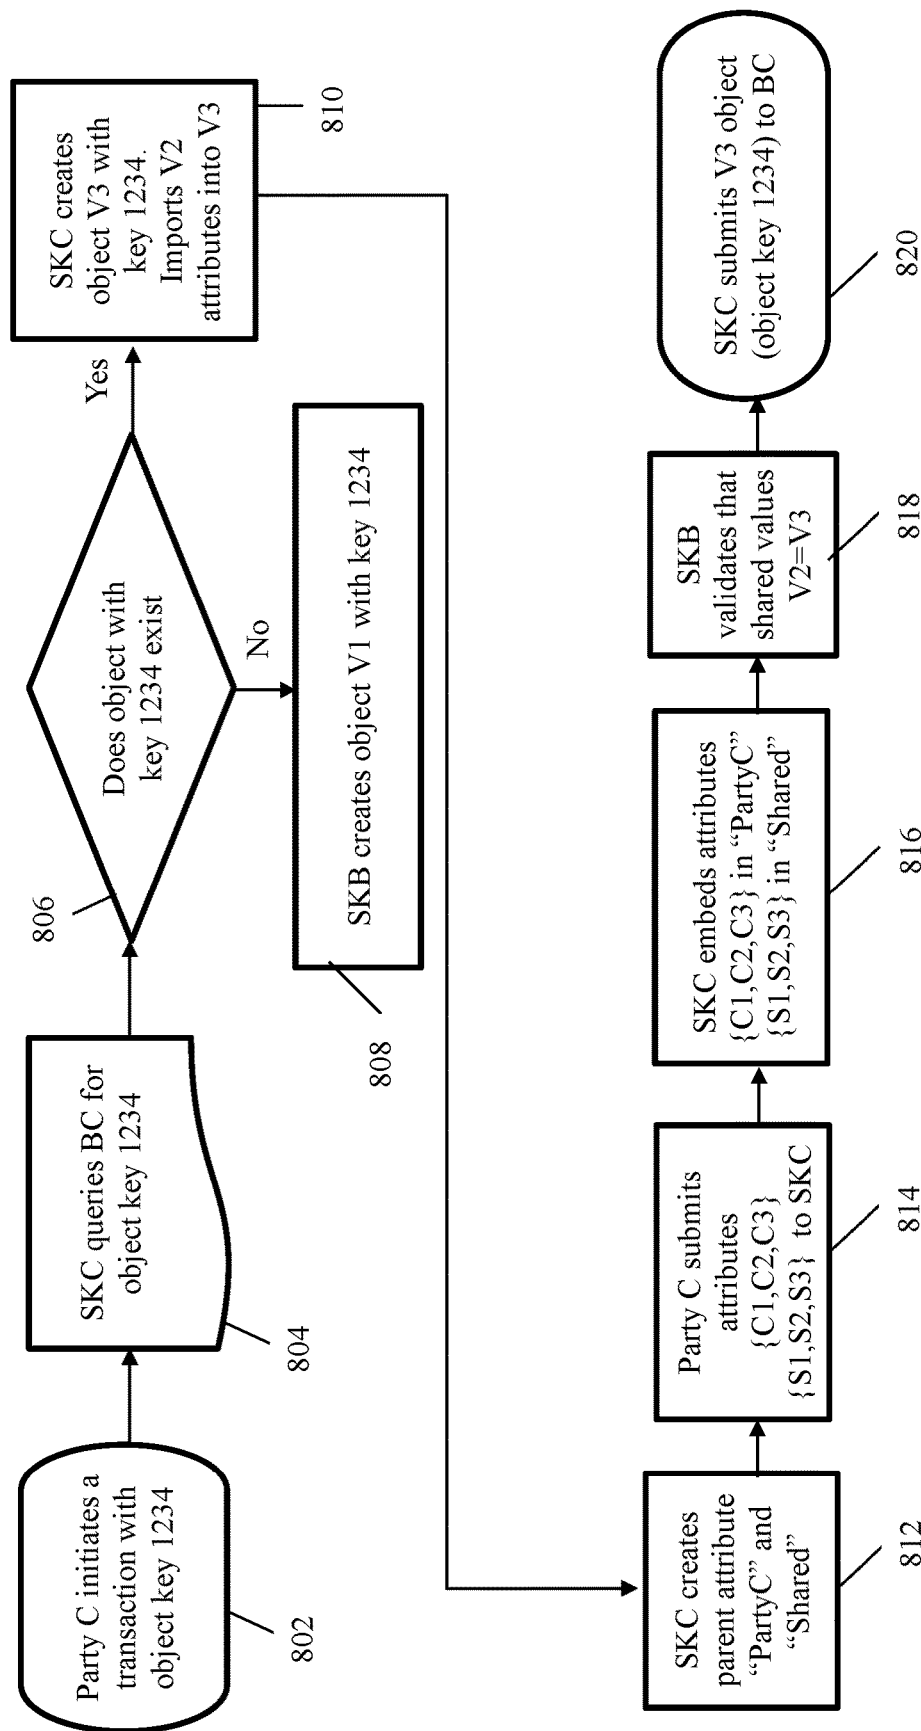 Party C initiates a
transaction with
object key 1234
802
SKC queries BC for
object key 1234
804
Does object with
key 1234 exist
806
Yes
No
SKB creates object V1 with key 1234
808
SKC creates
object V3 with
key 1234.
Imports V2
attributes into V3
810
SKC creates
parent attribute
“PartyC” and
“Shared”
812
Party C submits
attributes
{C1,C2,C3}
{S1,S2,S3} to SKC
814
SKC embeds attributes
{C1,C2,C3} in “PartyC”
{S1,S2,S3} in “Shared”
816
SKB
validates that
shared values
V2=V3
818
SKC submits V3 object
(object key 1234) to BC
820